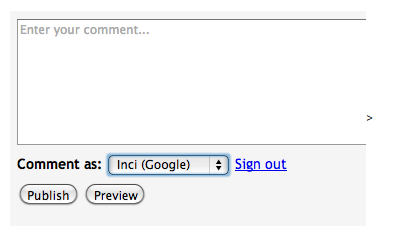 Enter your comment...
>
Comment as: Inci (Google) Sign out
Publish Preview